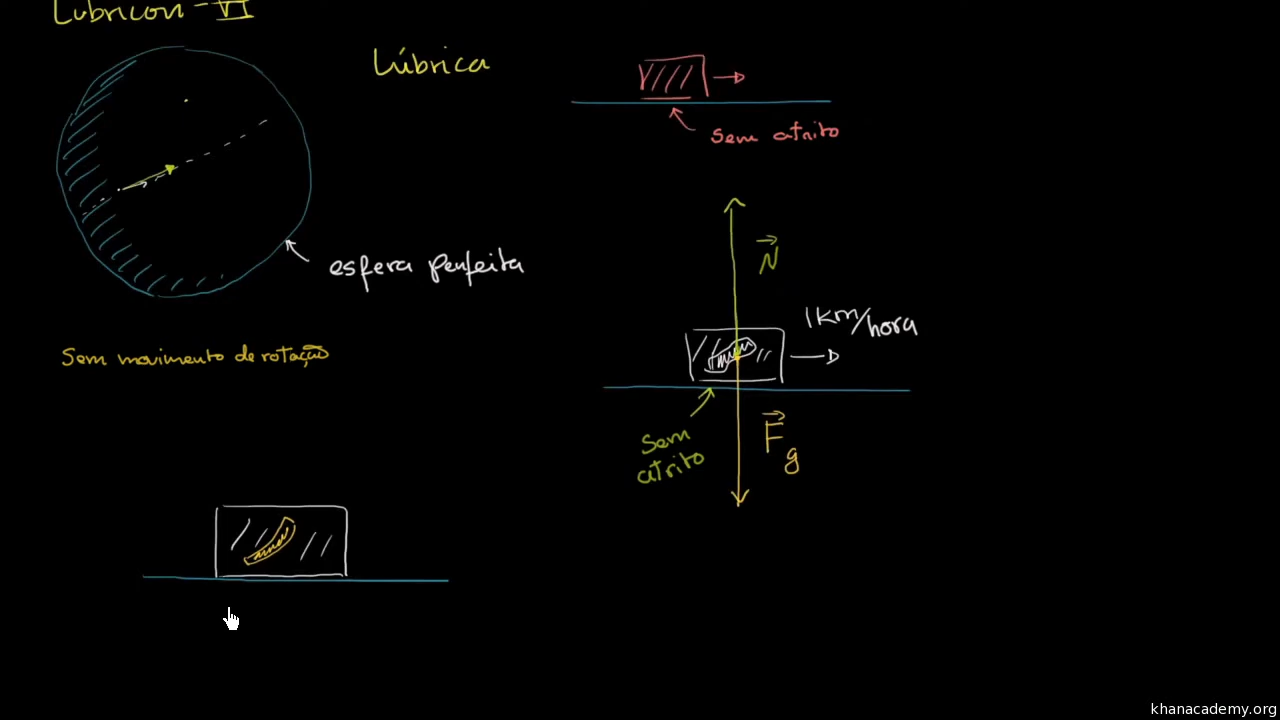 Lubricon - VI
Lúbrica
sem atrito
esfera perfeita
N
1km/hora
Sem movimento de rotação
Sem
atrito
F g
khanacademy.org